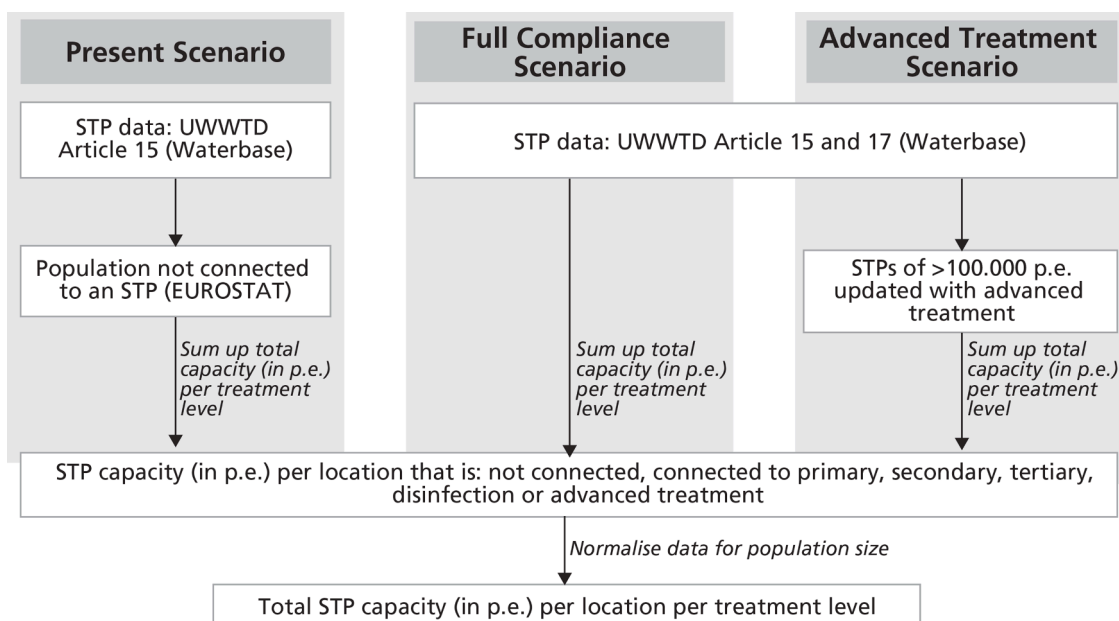 Present Scenario
Full Compliance
Scenario
Advanced Treatment
Scenario
STP data: UWWTD
Article 15 (Waterbase)
STP data: UWWTD Article 15 and 17 (Waterbase)
Population not connected
to an STP (EUROSTAT)
STPs of >100.000 p.e.
updated with advanced
treatment
Sum up total
capacity (in p.e.)
per treatment
level
Sum up total
capacity (in p.e.)
per treatment
level
Sum up total
capacity (in p.e.)
per treatment
level
STP capacity (in p.e.) per location that is: not connected, connected to primary, secondary, tertiary,
disinfection or advanced treatment
Normalise data for population size
Total STP capacity (in p.e.) per location per treatment level